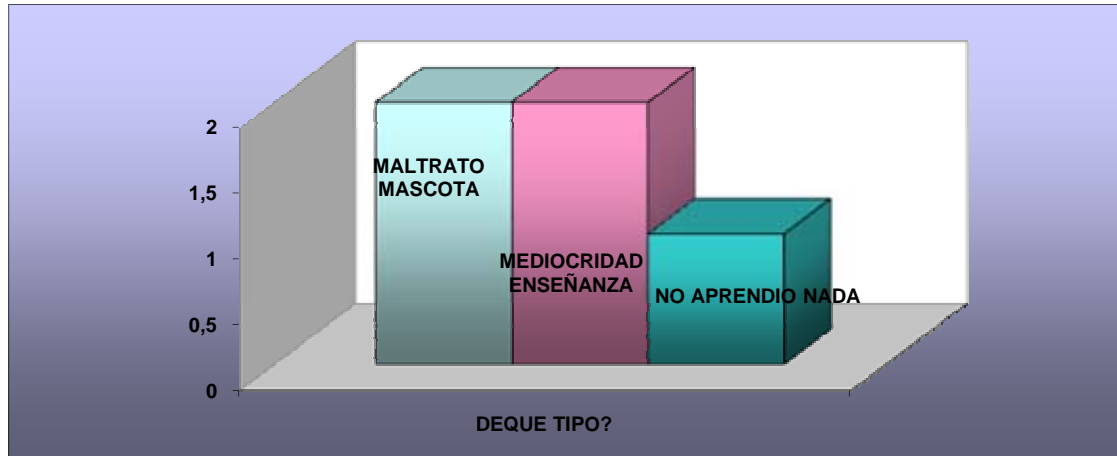 2
1,5
1
0,5
0
MALTRATO
MASCOTA
MEDIOCRIDAD
ENSEÑANZA
NO APRENDIO NADA
DEQUE TIPO?